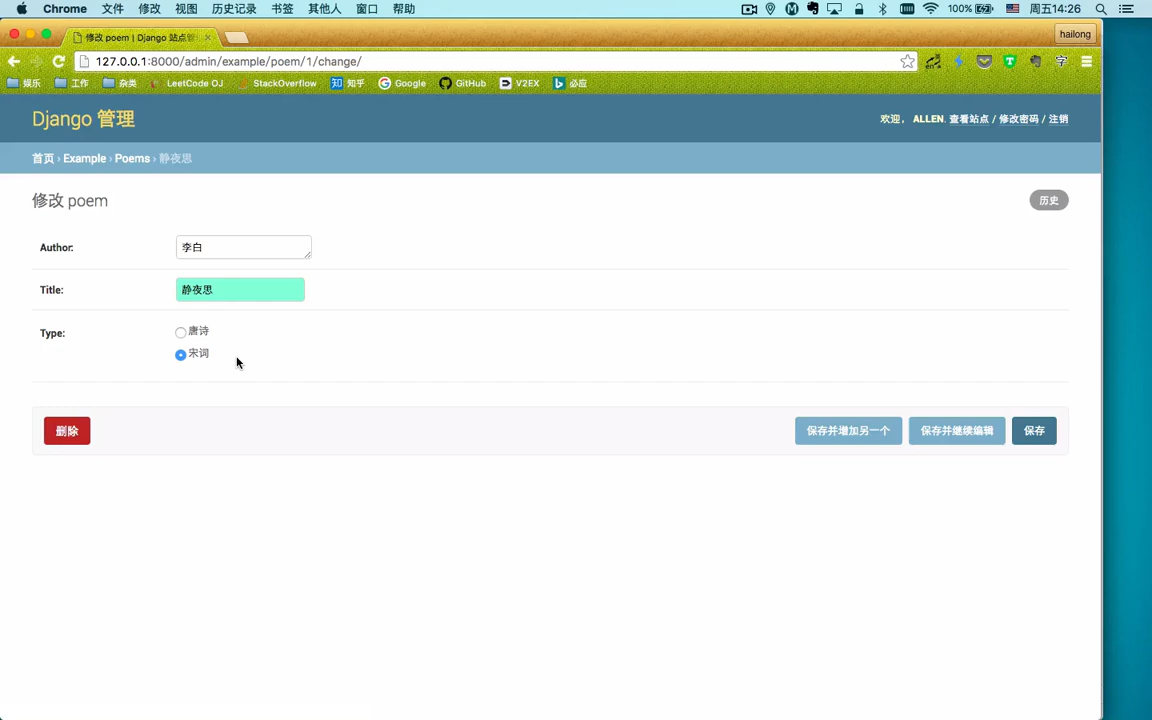 Chrome 文件 修改 视图 历史记录 书签 其他人 窗口 帮助 100% 周五14:26
修改 poem | Django 站点管 hailong
127.0.0.1:8000/admin/example/poem/1/change/
娱乐 工作 杂类 LeetCode OJ StackOverflow 知乎 Google GitHub V2EX 必应
Django 管理 欢迎， ALLEN. 查看站点 / 修改密码 / 注销
首页 › Example › Poems › 静夜思
修改 poem 历史
Author: 李白
Title: 静夜思
Type: 唐诗
宋词
删除 保存并增加另一个 保存并继续编辑 保存